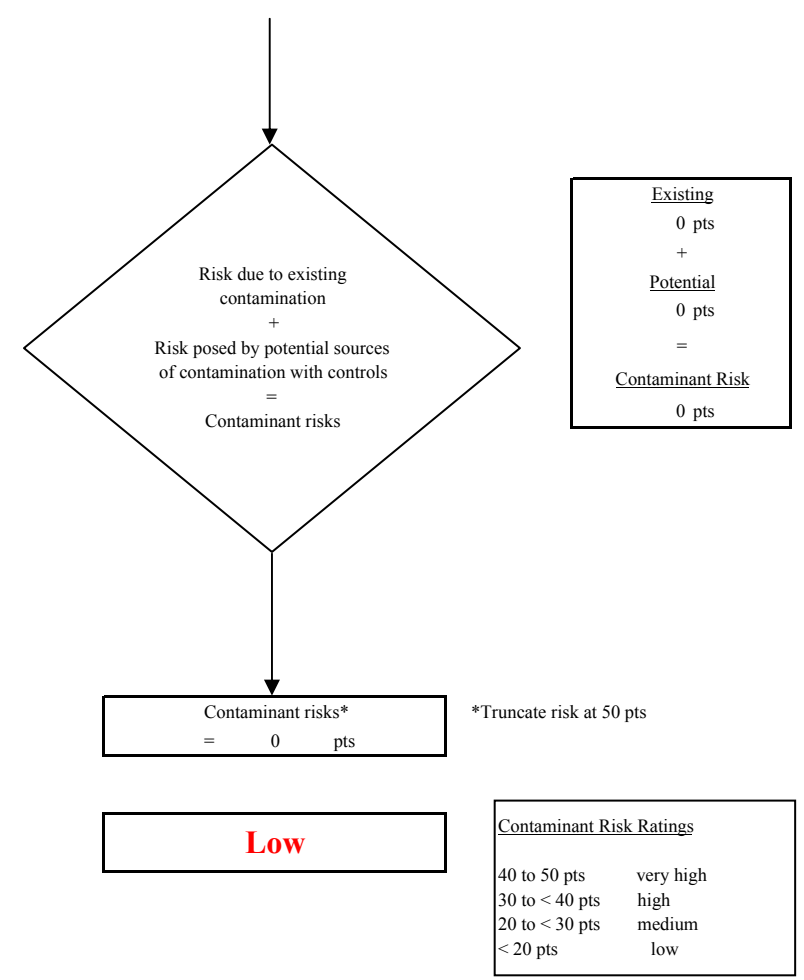 Risk due to existing
contamination
+
Risk posed by potential sources
of contamination with controls
=
Contaminant risks
Existing
0 pts
+
Potential
0 pts
=
Contaminant Risk
0 pts
Contaminant risks*
= 0 pts
*Truncate risk at 50 pts
Low
Contaminant Risk Ratings
40 to 50 pts very high
30 to < 40 pts high
20 to < 30 pts medium
< 20 pts low